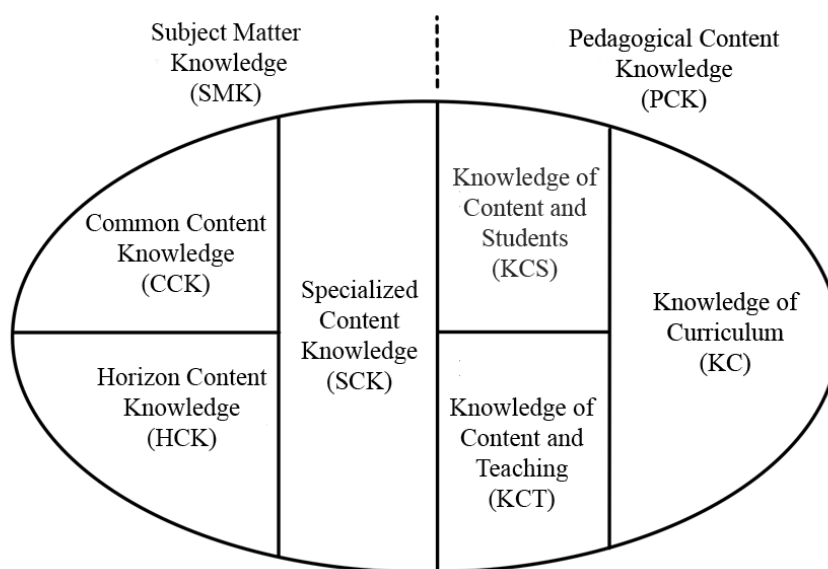 Subject Matter
Knowledge
(SMK)
Pedagogical Content
Knowledge
(PCK)
Common Content
Knowledge
(CCK)
Horizon Content
Knowledge
(HCK)
Specialized
Content
Knowledge
(SCK)
Knowledge of
Content and
Students
(KCS)
Knowledge of
Content and
Teaching
(KCT)
Knowledge of
Curriculum
(KC)